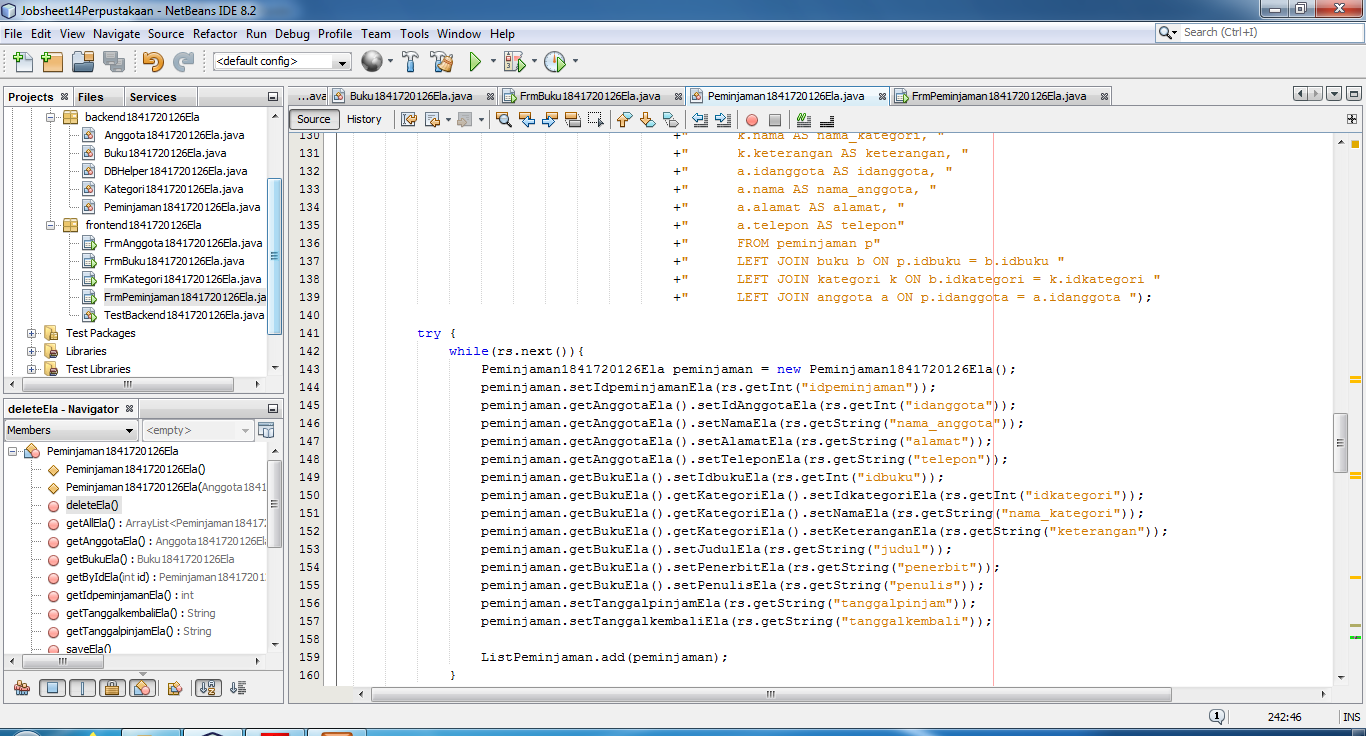 Jobsheet14Perpustakaan - NetBeans IDE 8.2
File Edit View Navigate Source Refactor Run Debug Profile Team Tools Window Help
Search (Ctrl+I)
<default config>
Projects Files Services
...ava Buku1841720126Ela.java FrmBuku1841720126Ela.java Peminjaman1841720126Ela.java FrmPeminjaman1841720126Ela.java
Source History
backend1841720126Ela
Anggota1841720126Ela.java
Buku1841720126Ela.java
DBHelper1841720126Ela.java
Kategori1841720126Ela.java
Peminjaman1841720126Ela.java
frontend1841720126Ela
FrmAnggota1841720126Ela.java
FrmBuku1841720126Ela.java
FrmKategori1841720126Ela.java
FrmPeminjaman1841720126Ela.ja
TestBackend1841720126Ela.java
Test Packages
Libraries
Test Libraries
deleteEla - Navigator
Members <empty>
Peminjaman1841720126Ela
Peminjaman1841720126Ela()
Peminjaman1841720126Ela(Anggota1841
deleteEla()
getAllEla() : ArrayList<Peminjaman18417
getAnggotaEla() : Anggota1841720126Ela
getBukuEla() : Buku1841720126Ela
getByIdEla(int id) : Peminjaman1841720
getIdpeminjamanEla() : int
getTanggalkembaliEla() : String
getTanggalpinjamEla() : String
saveEla()
130 +" k.nama AS nama_kategori, "
131 +" k.keterangan AS keterangan, "
132 +" a.idanggota AS idanggota, "
133 +" a.nama AS nama_anggota, "
134 +" a.alamat AS alamat, "
135 +" a.telepon AS telepon"
136 +" FROM peminjaman p"
137 +" LEFT JOIN buku b ON p.idbuku = b.idbuku "
138 +" LEFT JOIN kategori k ON b.idkategori = k.idkategori "
139 +" LEFT JOIN anggota a ON p.idanggota = a.idanggota ");
140
141 try {
142 while(rs.next()){
143 Peminjaman1841720126Ela peminjaman = new Peminjaman1841720126Ela();
144 peminjaman.setIdpeminjamanEla(rs.getInt("idpeminjaman"));
145 peminjaman.getAnggotaEla().setIdAnggotaEla(rs.getInt("idanggota"));
146 peminjaman.getAnggotaEla().setNamaEla(rs.getString("nama_anggota"));
147 peminjaman.getAnggotaEla().setAlamatEla(rs.getString("alamat"));
148 peminjaman.getAnggotaEla().setTeleponEla(rs.getString("telepon"));
149 peminjaman.getBukuEla().setIdbukuEla(rs.getInt("idbuku"));
150 peminjaman.getBukuEla().getKategoriEla().setIdkategoriEla(rs.getInt("idkategori"));
151 peminjaman.getBukuEla().getKategoriEla().setNamaEla(rs.getString("nama_kategori"));
152 peminjaman.getBukuEla().getKategoriEla().setKeteranganEla(rs.getString("keterangan"));
153 peminjaman.getBukuEla().setJudulEla(rs.getString("judul"));
154 peminjaman.getBukuEla().setPenerbitEla(rs.getString("penerbit"));
155 peminjaman.getBukuEla().setPenulisEla(rs.getString("penulis"));
156 peminjaman.setTanggalpinjamEla(rs.getString("tanggalpinjam"));
157 peminjaman.setTanggalkembaliEla(rs.getString("tanggalkembali"));
158
159 ListPeminjaman.add(peminjaman);
160 }
1 242:46 INS